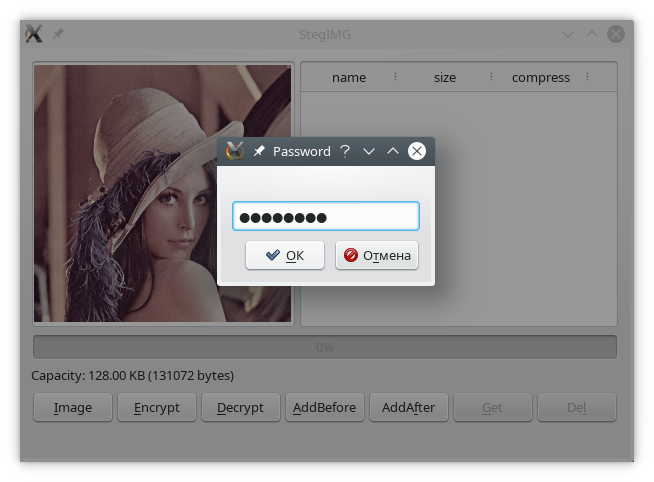 StegIMG
name size compress
Password
●●●●●●●●
OK Отмена
0%
Capacity: 128.00 KB (131072 bytes)
Image Encrypt Decrypt AddBefore AddAfter Get Del